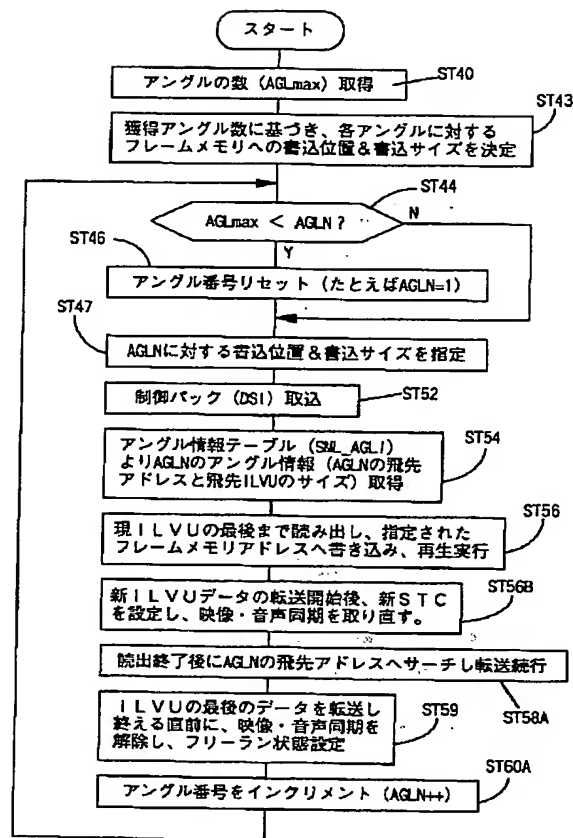 スタート
アングルの数 (AGLmax) 取得
ST40
獲得アングル数に基づき、各アングルに対する
フレームメモリへの書込位置&書込サイズを決定
ST43
AGLmax < AGLN ?
ST44
N
Y
ST46
アングル番号リセット (たとえばAGLN=1)
ST47
AGLNに対する書込位置&書込サイズを指定
制御パック (DSI) 取込
ST52
アングル情報テーブル (SML_AGLI)
よりAGLNのアングル情報 (AGLNの飛先
アドレスと飛先ILVUのサイズ) 取得
ST54
現ILVUの最後まで読み出し、指定された
フレームメモリアドレスへ書き込み、再生実行
ST56
新ILVUデータの転送開始後、新STC
を設定し、映像・音声同期を取り直す。
ST56B
読出終了後にAGLNの飛先アドレスへサーチし転送続行
ST58A
ILVUの最後のデータを転送し
終える直前に、映像・音声同期を
解除し、フリーラン状態設定
ST59
アングル番号をインクリメント (AGLN++)
ST60A